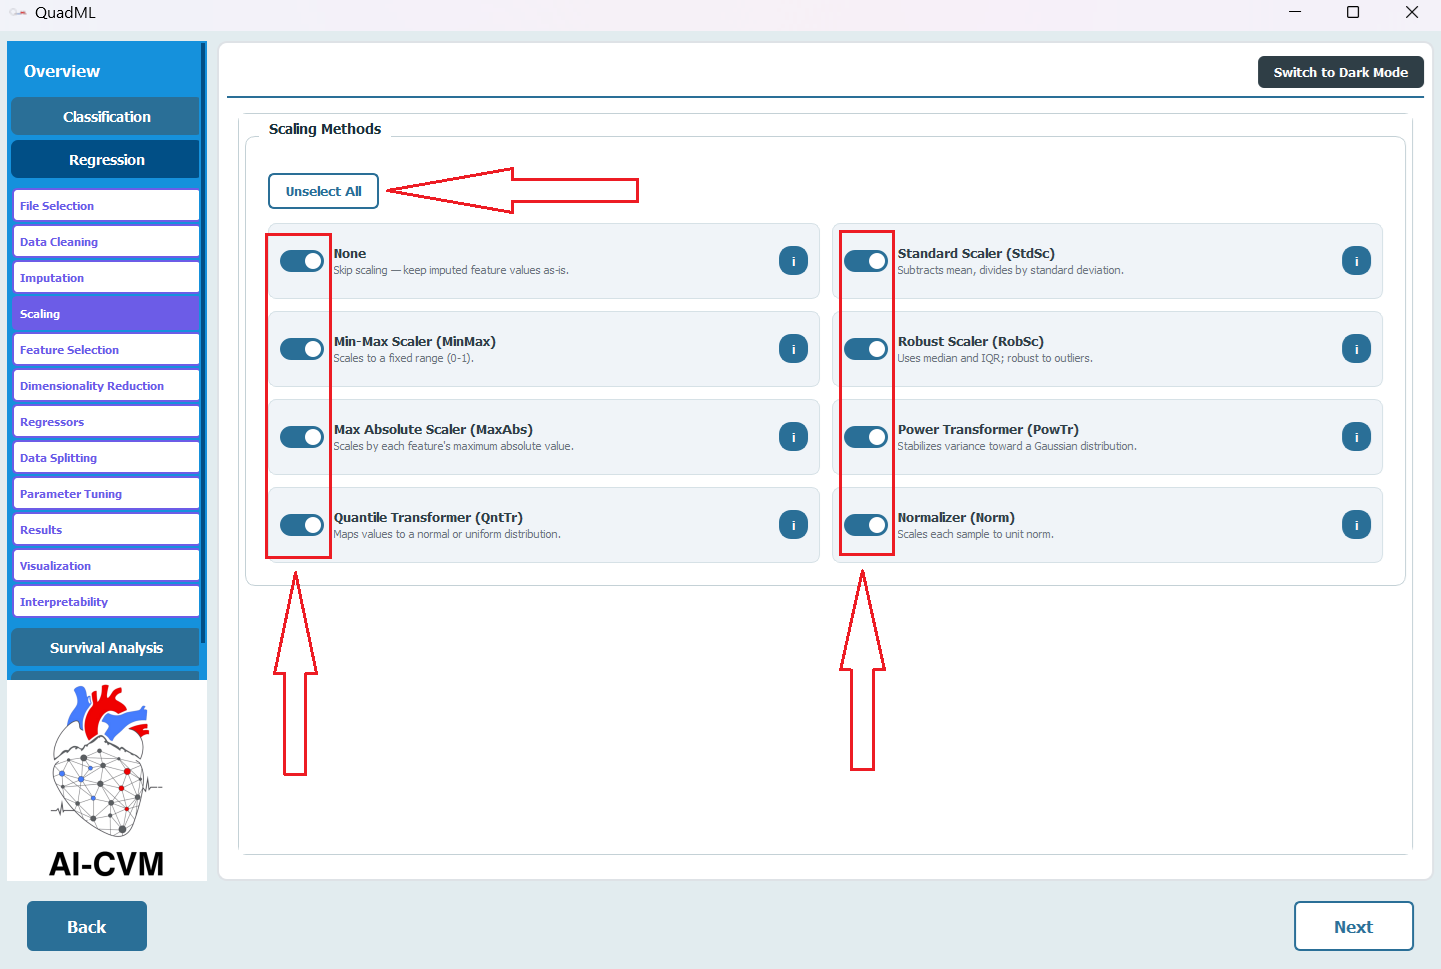 QuadML
Overview
Classification
Regression
File Selection
Data Cleaning
Imputation
Scaling
Feature Selection
Dimensionality Reduction
Regressors
Data Splitting
Parameter Tuning
Results
Visualization
Interpretability
Survival Analysis
AI-CVM
Switch to Dark Mode
Scaling Methods
Unselect All
None
Skip scaling — keep imputed feature values as-is.
i
Standard Scaler (StdSc)
Subtracts mean, divides by standard deviation.
i
Min-Max Scaler (MinMax)
Scales to a fixed range (0-1).
i
Robust Scaler (RobSc)
Uses median and IQR; robust to outliers.
i
Max Absolute Scaler (MaxAbs)
Scales by each feature's maximum absolute value.
i
Power Transformer (PowTr)
Stabilizes variance toward a Gaussian distribution.
i
Quantile Transformer (QntTr)
Maps values to a normal or uniform distribution.
i
Normalizer (Norm)
Scales each sample to unit norm.
i
Back
Next